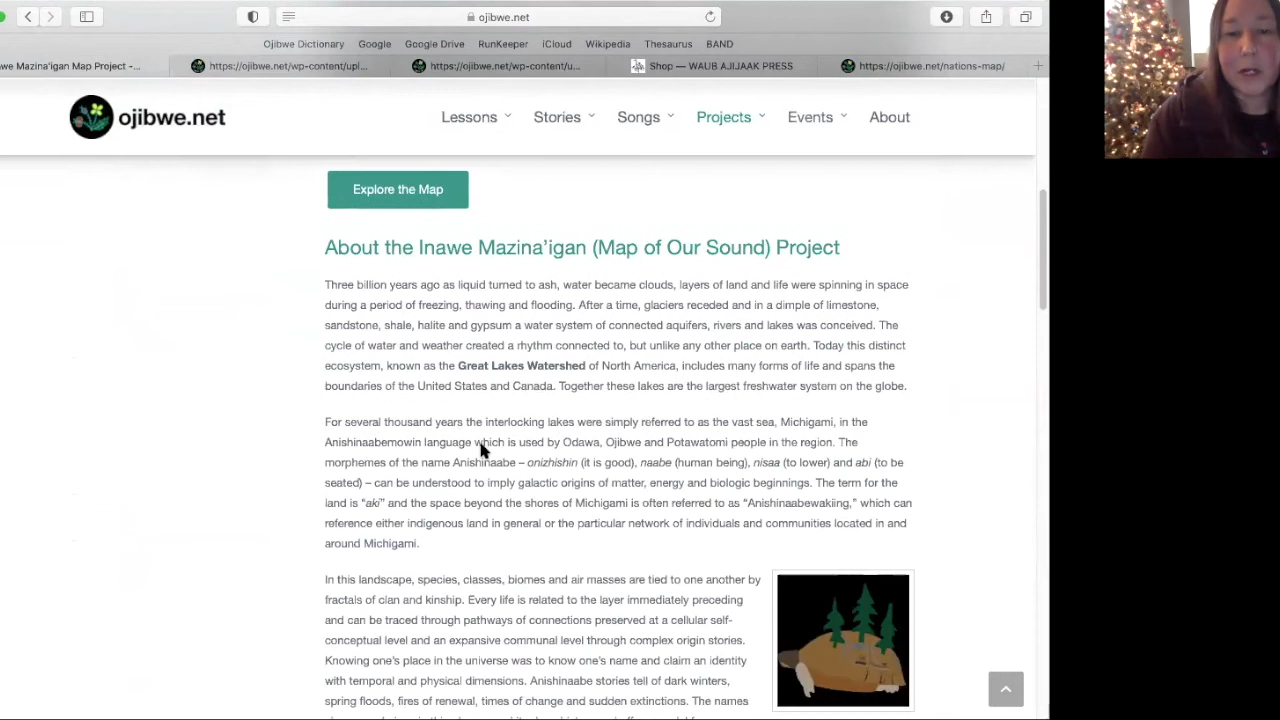 ojibwe.net
Ojibwe Dictionary Google Google Drive RunKeeper iCloud Wikipedia Thesaurus BAND
we Mazina'igan Map Project -... https://ojibwe.net/wp-content/upl... https://ojibwe.net/wp-content/u... Shop — WAUB AJIJAAK PRESS https://ojibwe.net/nations-map/
ojibwe.net Lessons Stories Songs Projects Events About
Explore the Map
About the Inawe Mazina'igan (Map of Our Sound) Project
Three billion years ago as liquid turned to ash, water became clouds, layers of land and life were spinning in space
during a period of freezing, thawing and flooding. After a time, glaciers receded and in a dimple of limestone,
sandstone, shale, halite and gypsum a water system of connected aquifers, rivers and lakes was conceived. The
cycle of water and weather created a rhythm connected to, but unlike any other place on earth. Today this distinct
ecosystem, known as the Great Lakes Watershed of North America, includes many forms of life and spans the
boundaries of the United States and Canada. Together these lakes are the largest freshwater system on the globe.
For several thousand years the interlocking lakes were simply referred to as the vast sea, Michigami, in the
Anishinaabemowin language which is used by Odawa, Ojibwe and Potawatomi people in the region. The
morphemes of the name Anishinaabe – onizhishin (it is good), naabe (human being), nisaa (to lower) and abi (to be
seated) – can be understood to imply galactic origins of matter, energy and biologic beginnings. The term for the
land is "aki" and the space beyond the shores of Michigami is often referred to as "Anishinaabewakiing," which can
reference either indigenous land in general or the particular network of individuals and communities located in and
around Michigami.
In this landscape, species, classes, biomes and air masses are tied to one another by
fractals of clan and kinship. Every life is related to the layer immediately preceding
and can be traced through pathways of connections preserved at a cellular self-
conceptual level and an expansive communal level through complex origin stories.
Knowing one's place in the universe was to know one's name and claim an identity
with temporal and physical dimensions. Anishinaabe stories tell of dark winters,
spring floods, fires of renewal, times of change and sudden extinctions. The names